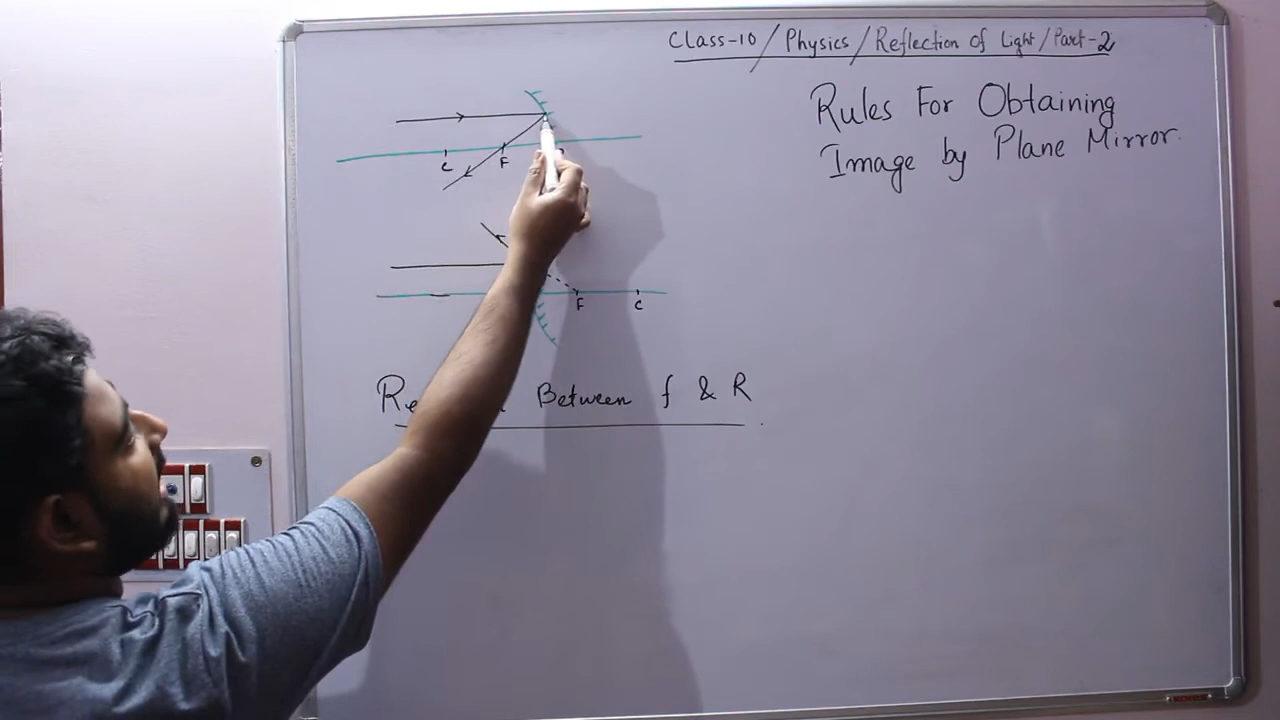 Class-10/Physics/Reflection of Light/Part-2
Rules For Obtaining
Image by Plane Mirror.
C F
F C
Between f & R